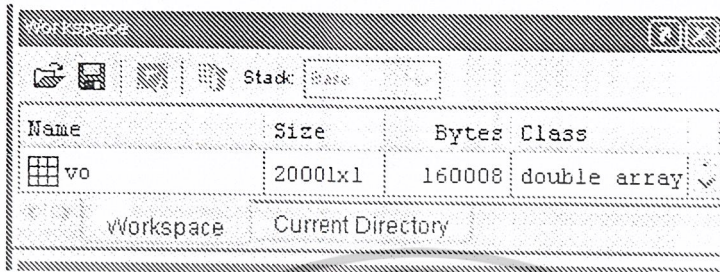 Workspace
Stack: Base
Name Size Bytes Class
vo 20001x1 160008 double array
Workspace Current Directory